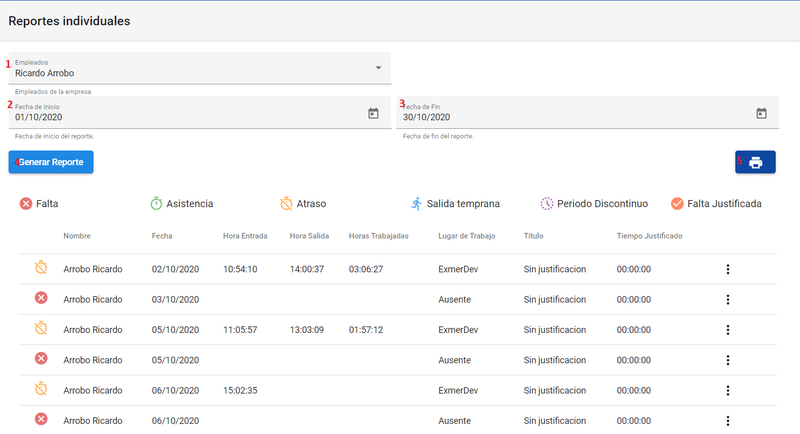 Reportes individuales
1 Empleados
Ricardo Arrobo
Empleados de la empresa
2 Fecha de Inicio
01/10/2020
Fecha de inicio del reporte.
3 Fecha de Fin
30/10/2020
Fecha de fin del reporte.
4 Generar Reporte
5
Falta Asistencia Atraso Salida temprana Periodo Discontinuo Falta Justificada
Nombre Fecha Hora Entrada Hora Salida Horas Trabajadas Lugar de Trabajo Título Tiempo Justificado
Arrobo Ricardo 02/10/2020 10:54:10 14:00:37 03:06:27 ExmerDev Sin justificacion 00:00:00
Arrobo Ricardo 03/10/2020 Ausente Sin justificacion 00:00:00
Arrobo Ricardo 05/10/2020 11:05:57 13:03:09 01:57:12 ExmerDev Sin justificacion 00:00:00
Arrobo Ricardo 05/10/2020 Ausente Sin justificacion 00:00:00
Arrobo Ricardo 06/10/2020 15:02:35 ExmerDev Sin justificacion 00:00:00
Arrobo Ricardo 06/10/2020 Ausente Sin justificacion 00:00:00